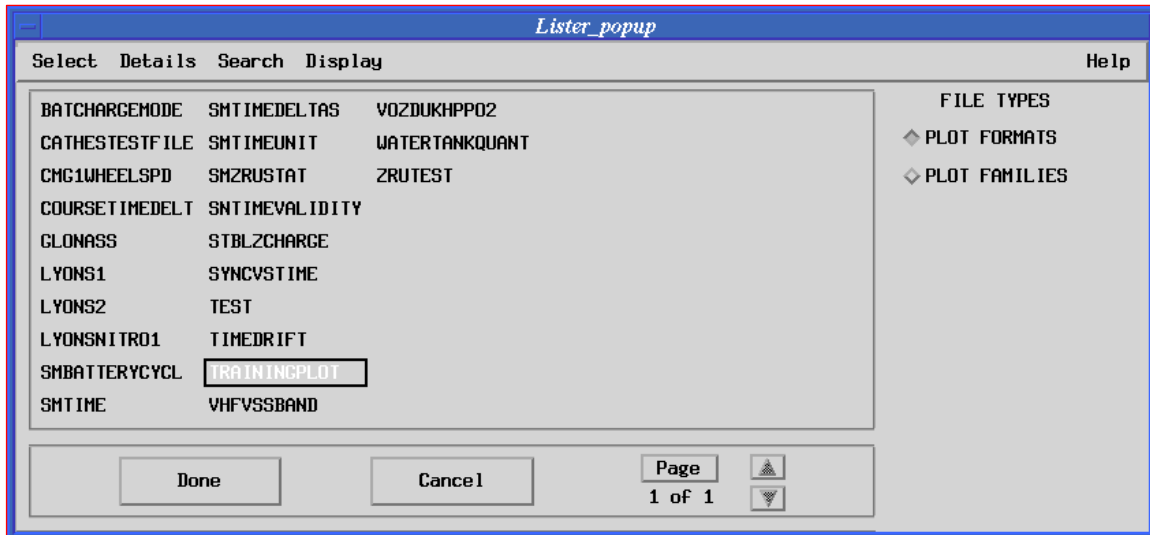 Lister_popup
Select Details Search Display Help
BATCHARGEMODE SMTIMEDELTAS VOZDUKHPPO2
CATHESTESTFILE SMTIMEUNIT WATERTANKQUANT
CMG1WHEELSPD SMZRUSTAT ZRUTEST
COURSETIMEDELT SNTIMEVALIDITY
GLONASS STBLZCHARGE
LYONS1 SYNCVSTIME
LYONS2 TEST
LYONSNITRO1 TIMEDRIFT
SMBATTERYCYCL TRAININGPLOT
SMTIME VHFVSSBAND
FILE TYPES
PLOT FORMATS
PLOT FAMILIES
Done Cancel Page
1 of 1